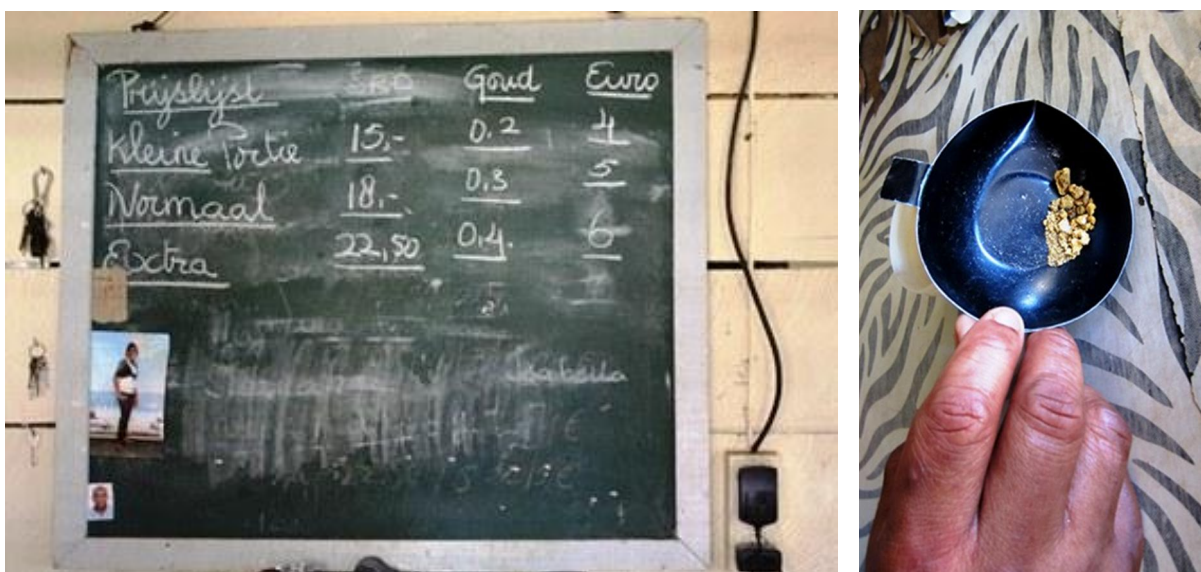 Prijslijst SRD Goud Euro
Kleine Portie 15,- 0.2 4
Normaal 18,- 0,3 5
Extra 22,50 0,4. 6
Isabella